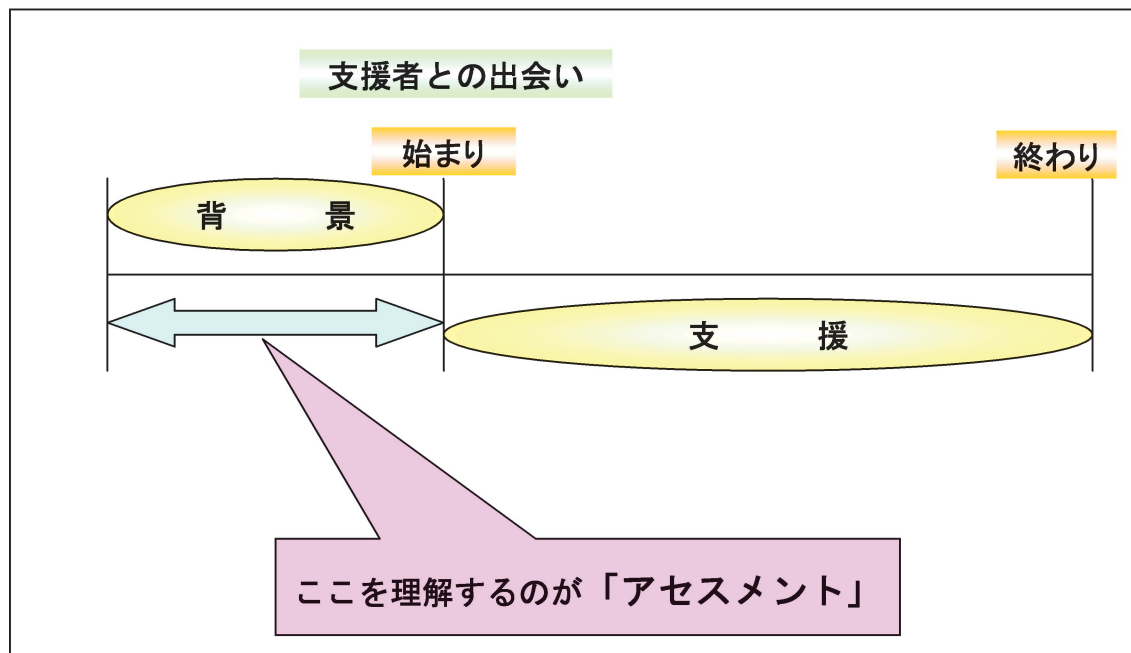 支援者との出会い
始まり
終わり
背　　景
支　　援
ここを理解するのが「アセスメント」